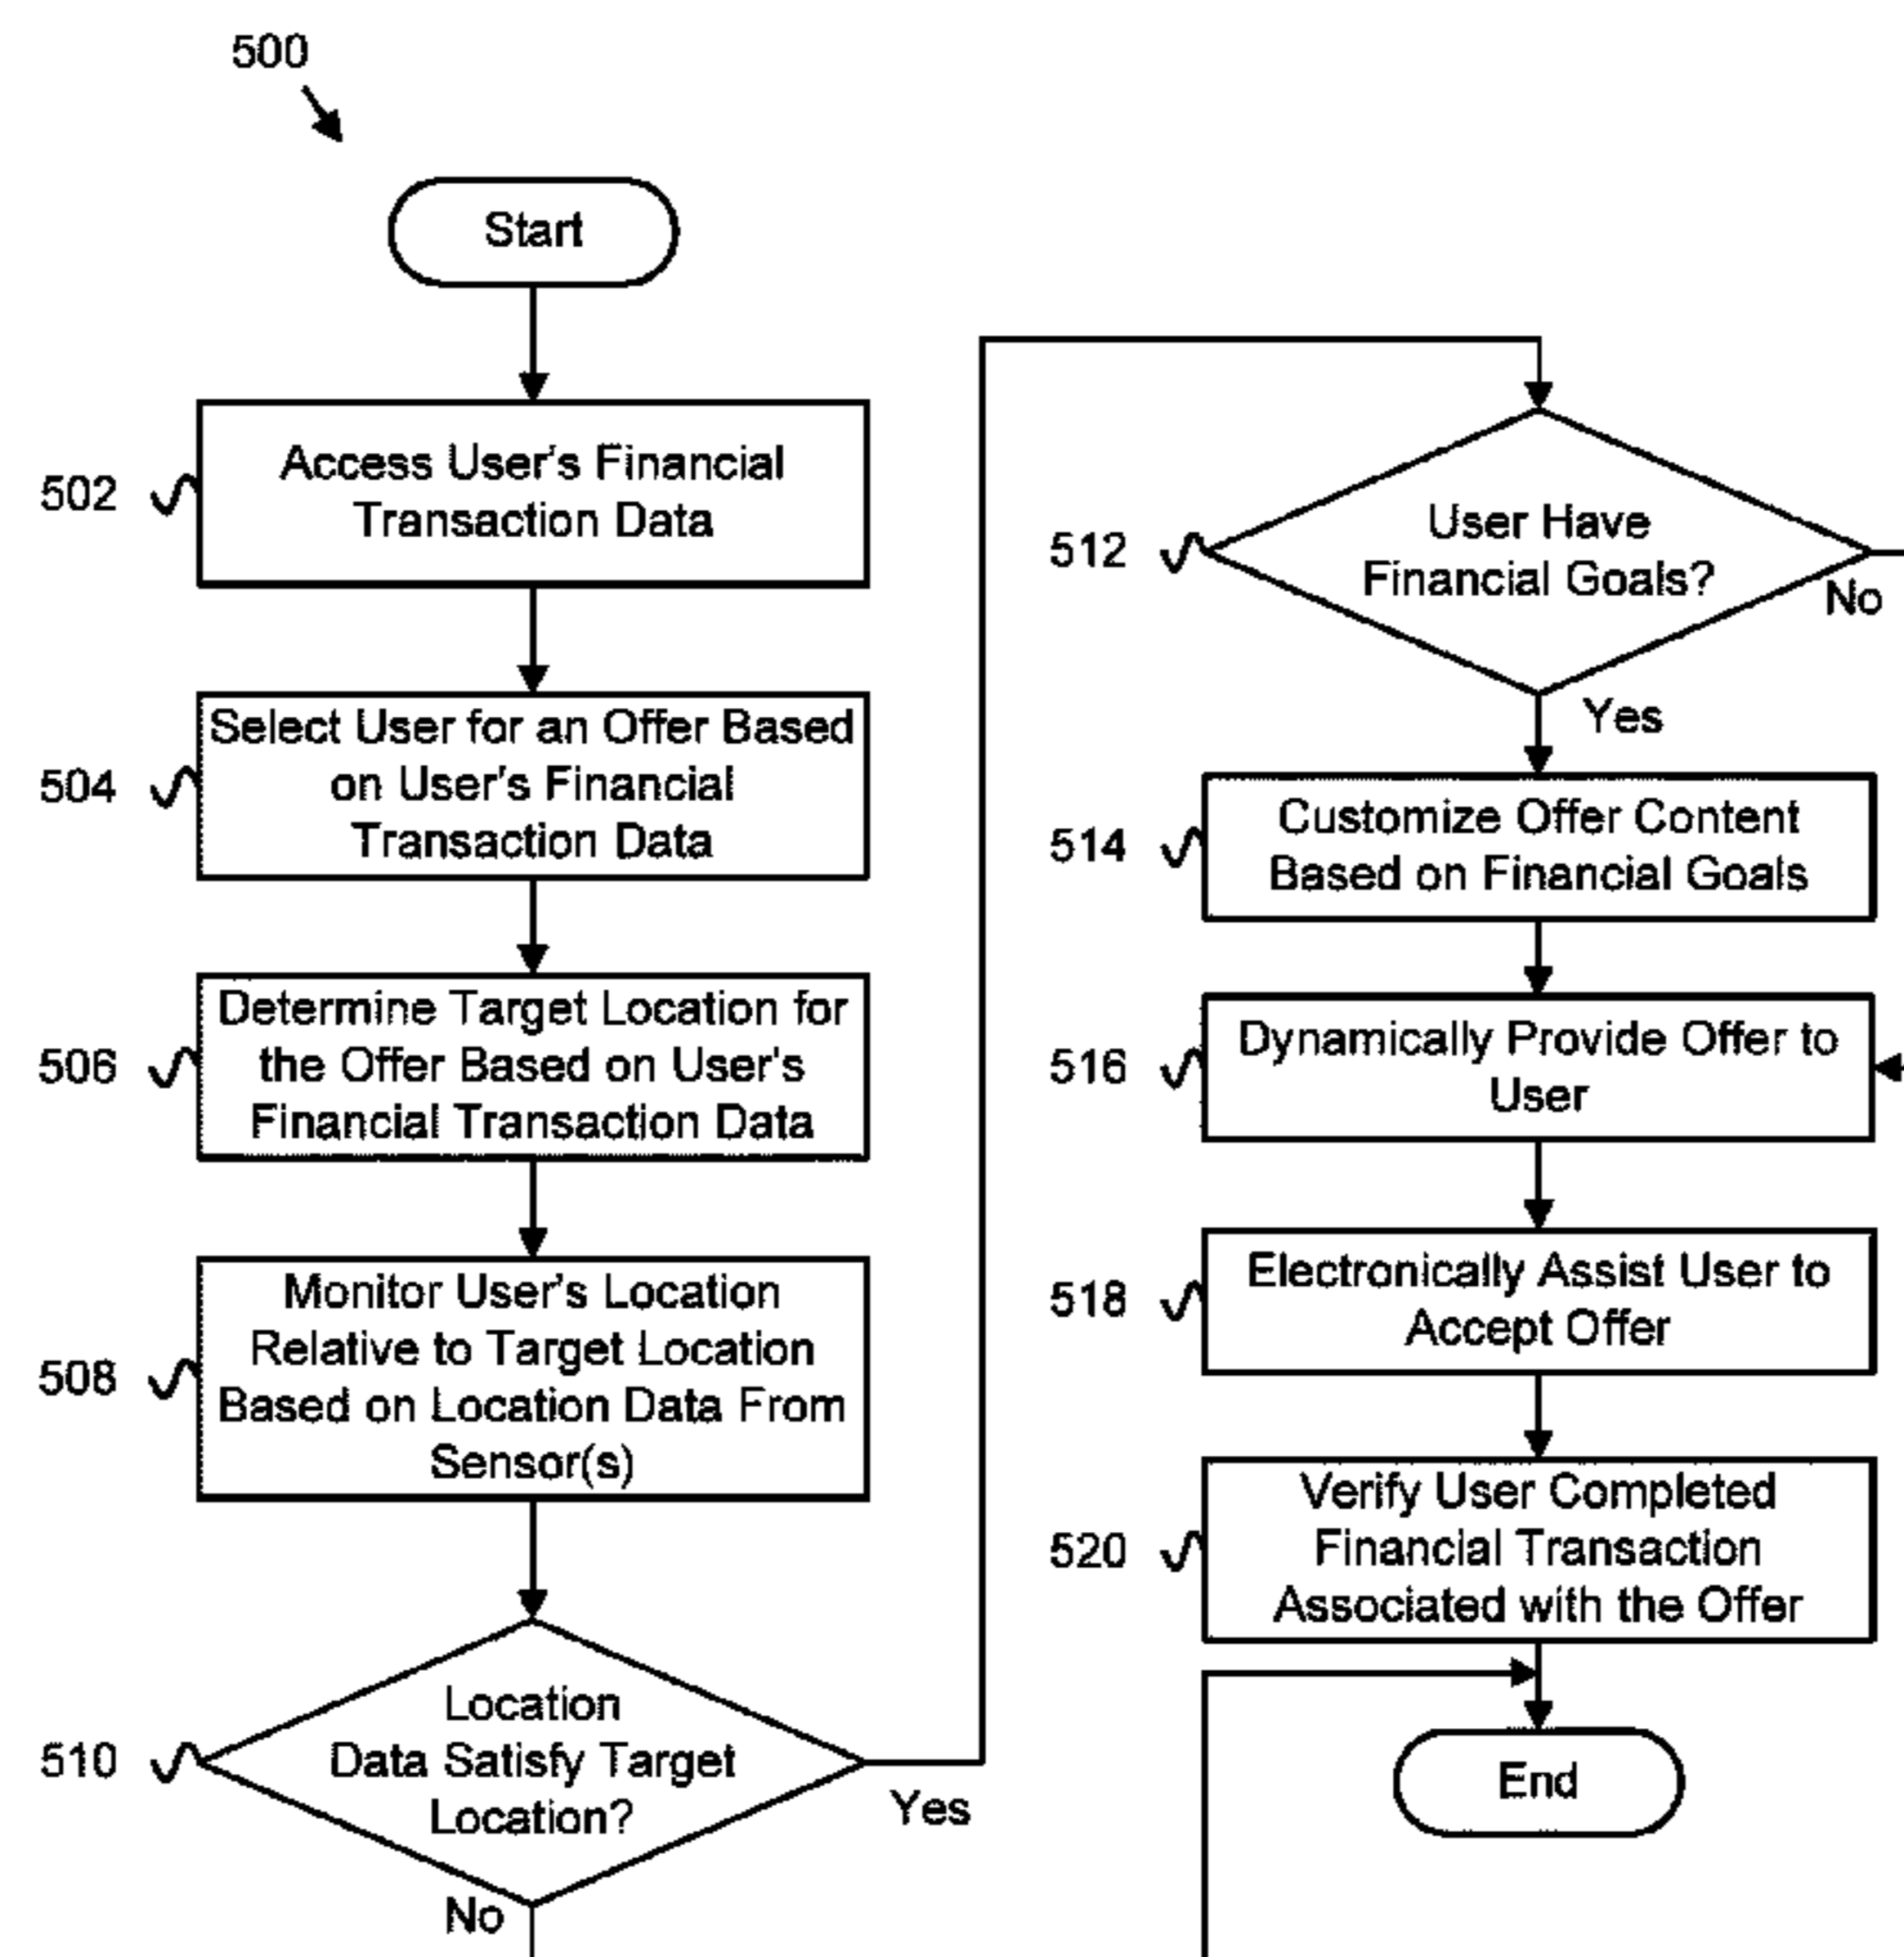 500
Start
502
Access User's Financial
Transaction Data
504
Select User for an Offer Based
on User's Financial
Transaction Data
506
Determine Target Location for
the Offer Based on User's
Financial Transaction Data
508
Monitor User's Location
Relative to Target Location
Based on Location Data From
Sensor(s)
510
Location
Data Satisfy Target
Location?
Yes
No
512
User Have
Financial Goals?
No
Yes
514
Customize Offer Content
Based on Financial Goals
516
Dynamically Provide Offer to
User
518
Electronically Assist User to
Accept Offer
520
Verify User Completed
Financial Transaction
Associated with the Offer
End